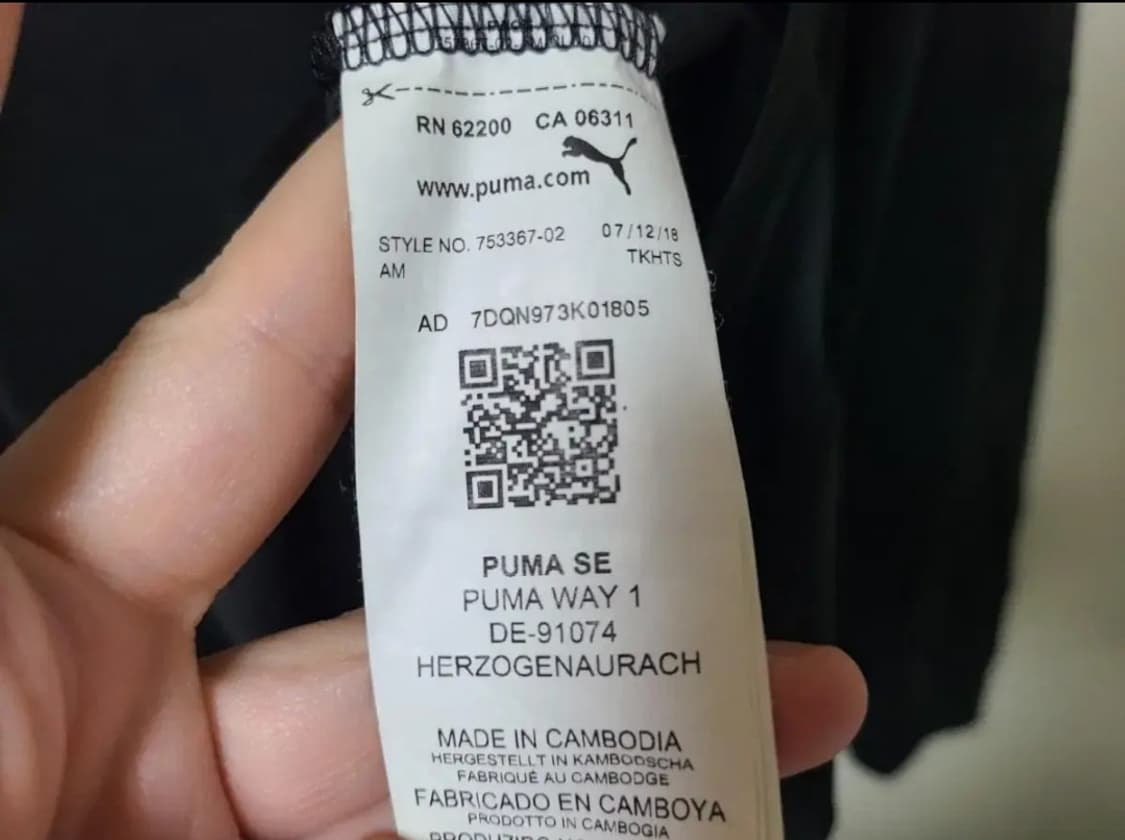 RN 62200 CA 06311
www.puma.com
STYLE NO. 753367-02 07/12/18
AM TKHTS
AD 7DQN973K01805
PUMA SE
PUMA WAY 1
DE-91074
HERZOGENAURACH
MADE IN CAMBODIA
HERGESTELLT IN KAMBODSCHA
FABRIQUÉ AU CAMBODGE
FABRICADO EN CAMBOYA
PRODOTTO IN CAMBOGIA